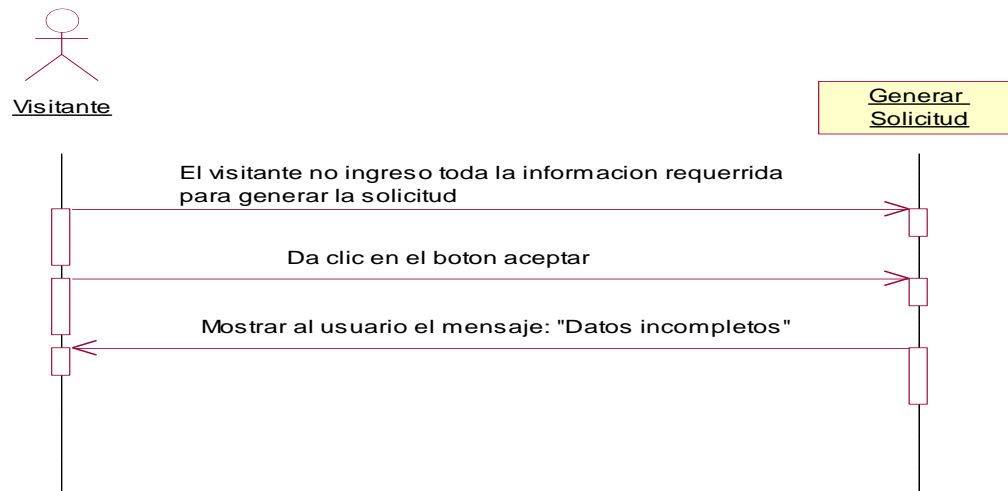 Visitante
Generar
Solicitud
El visitante no ingreso toda la informacion requerrida
para generar la solicitud
Da clic en el boton aceptar
Mostrar al usuario el mensaje: "Datos incompletos"